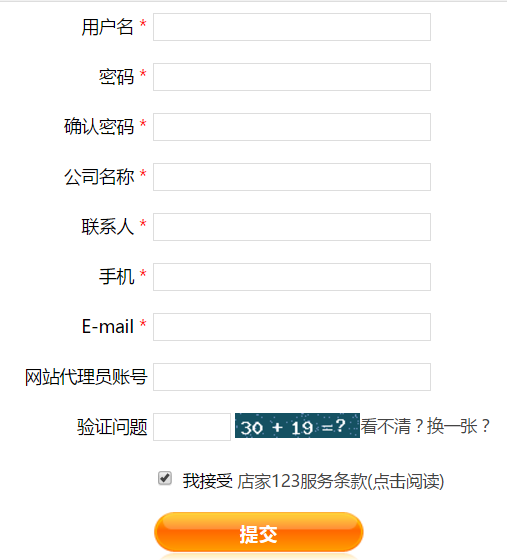 用户名 *
密码 *
确认密码 *
公司名称 *
联系人 *
手机 *
E-mail *
网站代理员账号
验证问题 30 + 19 =? 看不清？换一张？
我接受 店家123服务条款(点击阅读)
提交